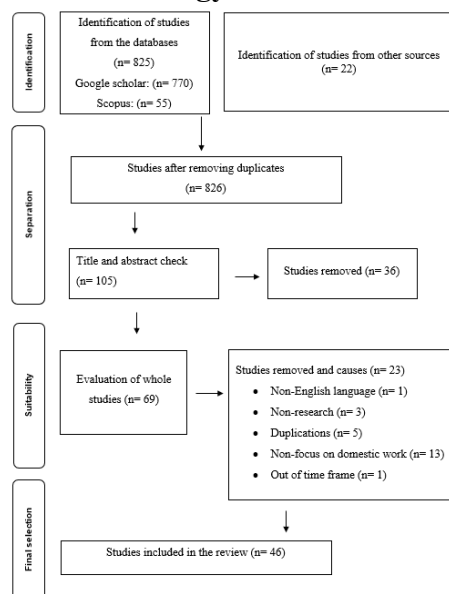 gy
Identification
Identification of studies
from the databases
(n= 825)
Google scholar: (n= 770)
Scopus: (n= 55)
Identification of studies from other sources
(n= 22)
Separation
Studies after removing duplicates
(n= 826)
Title and abstract check
(n= 105)
Studies removed (n= 36)
Suitability
Evaluation of whole
studies (n= 69)
Studies removed and causes (n= 23)
• Non-English language (n= 1)
• Non-research (n= 3)
• Duplications (n= 5)
• Non-focus on domestic work (n= 13)
• Out of time frame (n= 1)
Final selection
Studies included in the review (n= 46)